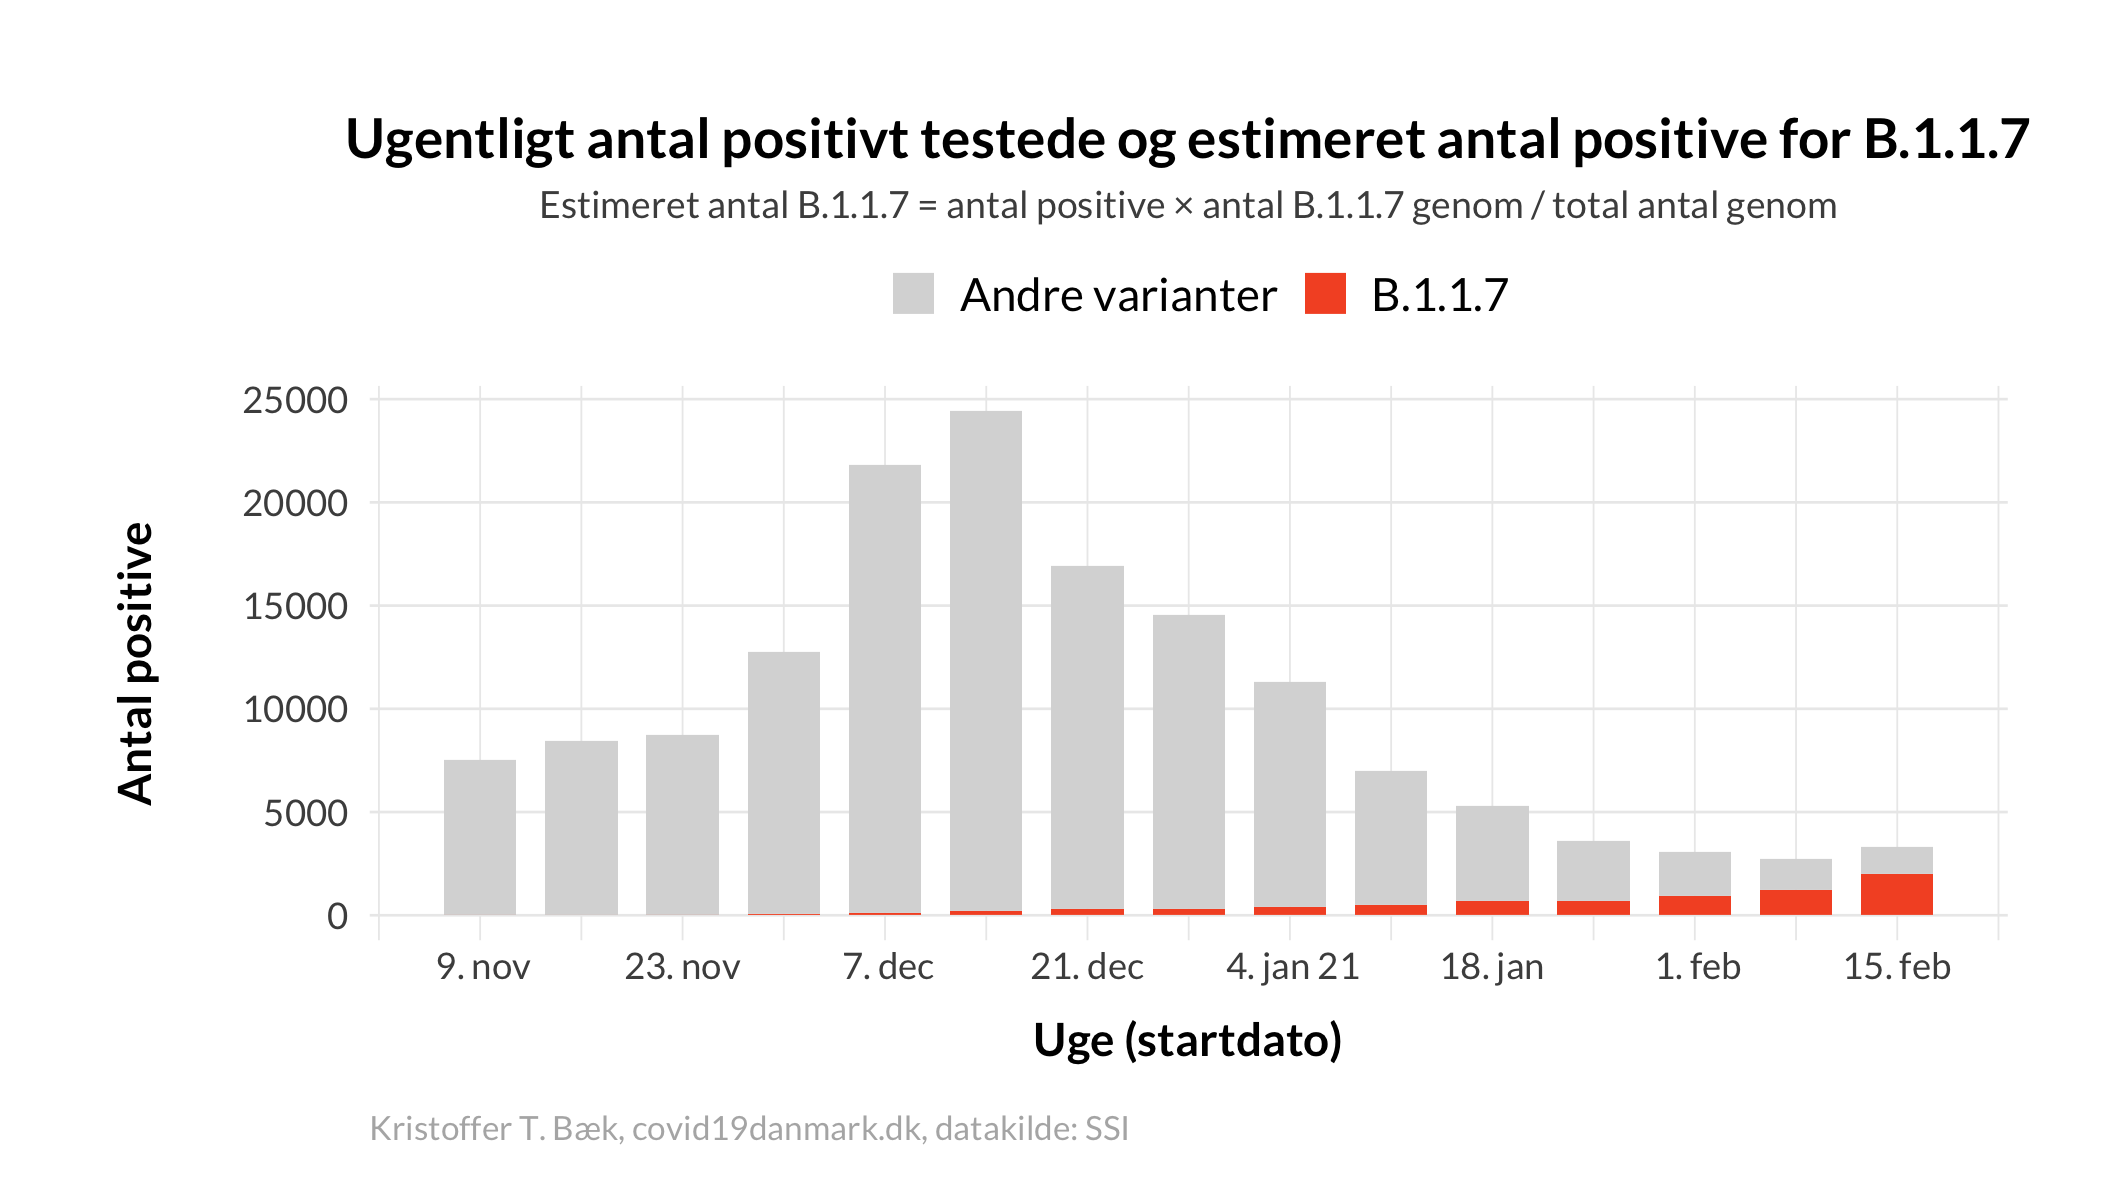 Ugentligt antal positivt testede og estimeret antal positive for B.1.1.7
Estimeret antal B.1.1.7 = antal positive × antal B.1.1.7 genom / total antal genom
Andre varianter B.1.1.7
Antal positive
25000
20000
15000
10000
5000
0
9. nov 23. nov 7. dec 21. dec 4. jan 21 18. jan 1. feb 15. feb
Uge (startdato)
Kristoffer T. Bæk, covid19danmark.dk, datakilde: SSI